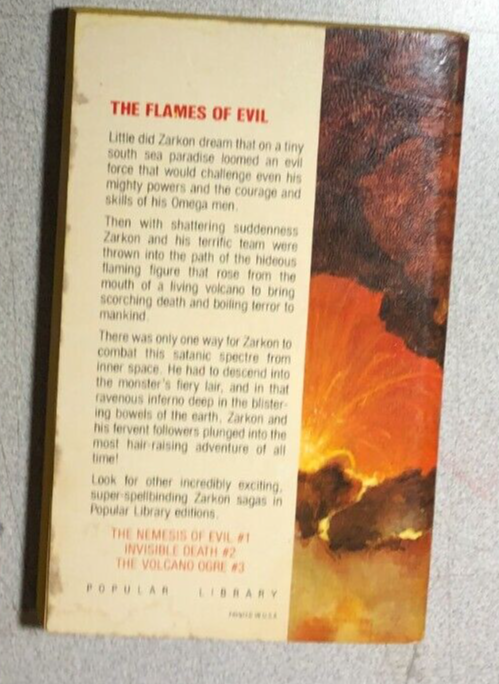 THE FLAMES OF EVIL
Little did Zarkon dream that on a tiny
south sea paradise loomed an evil
force that would challenge even his
mighty powers and the courage and
skills of his Omega men.
Then with shattering suddenness
Zarkon and his terrific team were
thrown into the path of the hideous
flaming figure that rose from the
mouth of a living volcano to bring
scorching death and boiling terror to
mankind.
There was only one way for Zarkon to
combat this satanic spectre from
inner space. He had to descend into
the monster's fiery lair, and in that
ravenous inferno deep in the blister-
ing bowels of the earth, Zarkon and
his fervent followers plunged into the
most hair-raising adventure of all
time!
Look for other incredibly exciting,
super-spellbinding Zarkon sagas in
Popular Library editions.
THE NEMESIS OF EVIL #1
INVISIBLE DEATH #2
THE VOLCANO OGRE #3
POPULAR LIBRARY
PRINTED IN U.S.A.